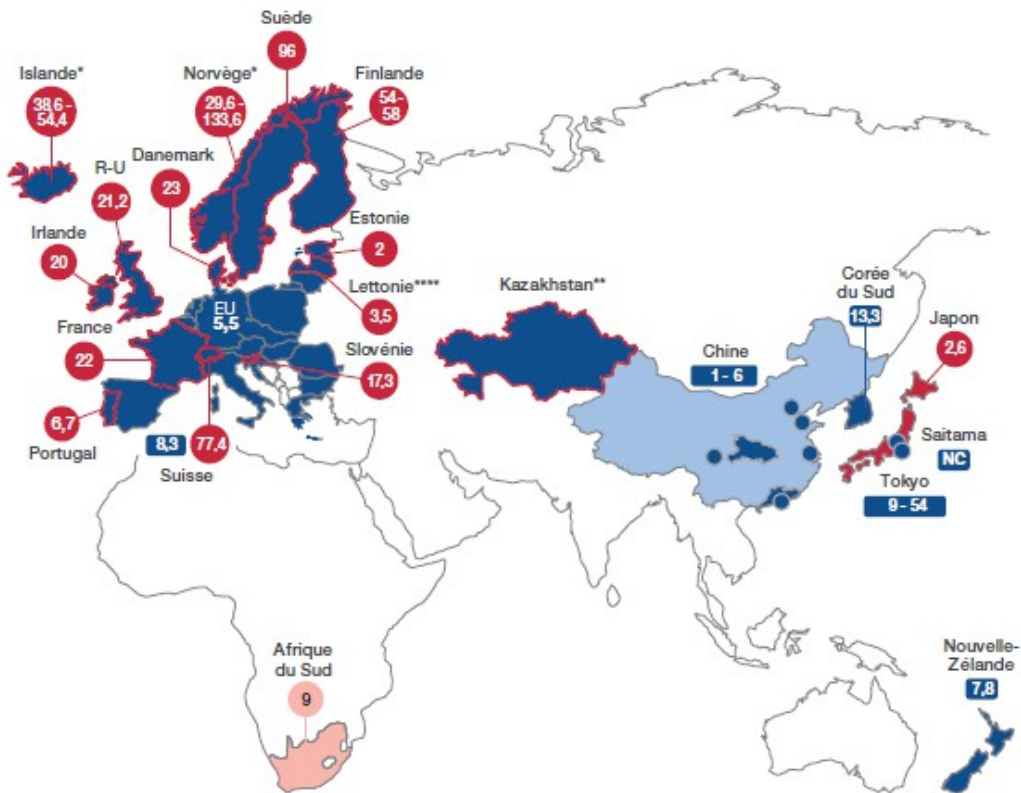 Suède
96
Islande*
38,6 -
54,4
Norvège*
29,6 -
133,6
Finlande
54-
58
R-U
21,2
Danemark
23
Irlande
20
Estonie
2
Lettonie****
3,5
EU
5,5
France
22
Slovénie
17,3
6,7
Portugal
8,3
77,4
Suisse
Kazakhstan**
Corée
du Sud
13,3
Chine
1 - 6
Japon
2,6
Saitama
NC
Tokyo
9 - 54
Afrique
du Sud
9
Nouvelle-
Zélande
7,8